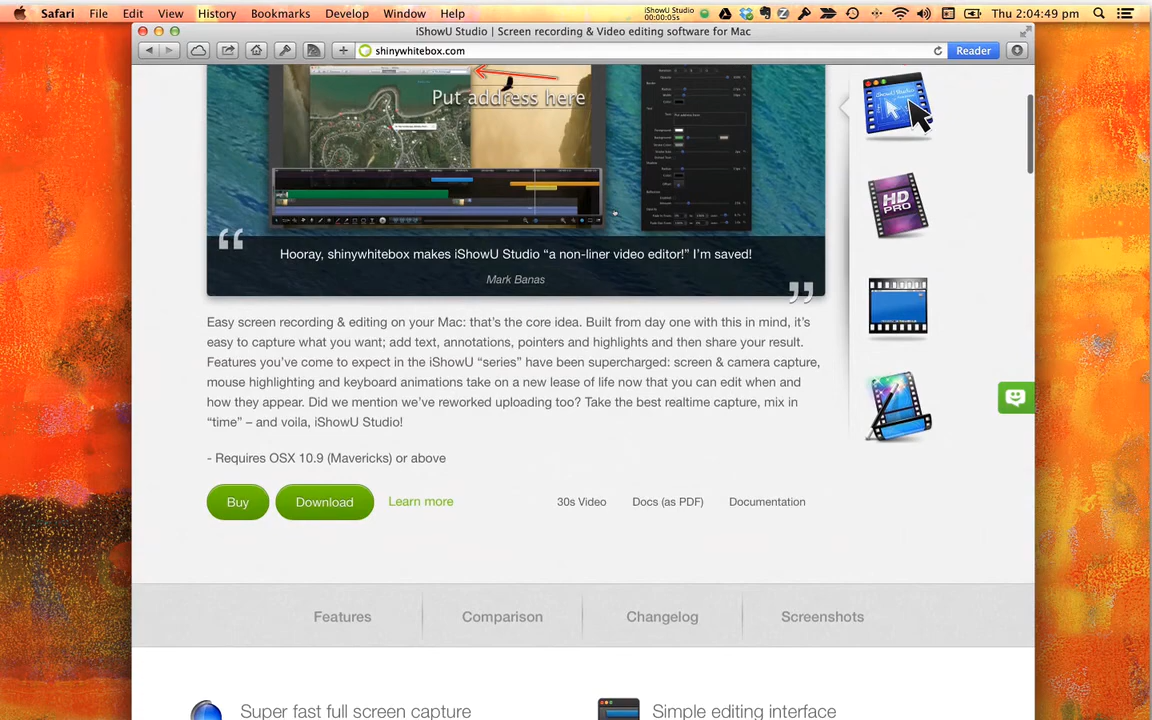 Safari File Edit View History Bookmarks Develop Window Help
iShowU Studio
00:00:05s
Thu 2:04:49 pm
iShowU Studio | Screen recording & Video editing software for Mac
shinywhitebox.com
Reader
Put address here
Hooray, shinywhitebox makes iShowU Studio “a non-liner video editor!” I’m saved!
Mark Banas
Easy screen recording & editing on your Mac: that’s the core idea. Built from day one with this in mind, it’s
easy to capture what you want; add text, annotations, pointers and highlights and then share your result.
Features you’ve come to expect in the iShowU “series” have been supercharged: screen & camera capture,
mouse highlighting and keyboard animations take on a new lease of life now that you can edit when and
how they appear. Did we mention we’ve reworked uploading too? Take the best realtime capture, mix in
“time” – and voila, iShowU Studio!
- Requires OSX 10.9 (Mavericks) or above
Buy Download Learn more 30s Video Docs (as PDF) Documentation
HD
PRO
Features Comparison Changelog Screenshots
Super fast full screen capture Simple editing interface